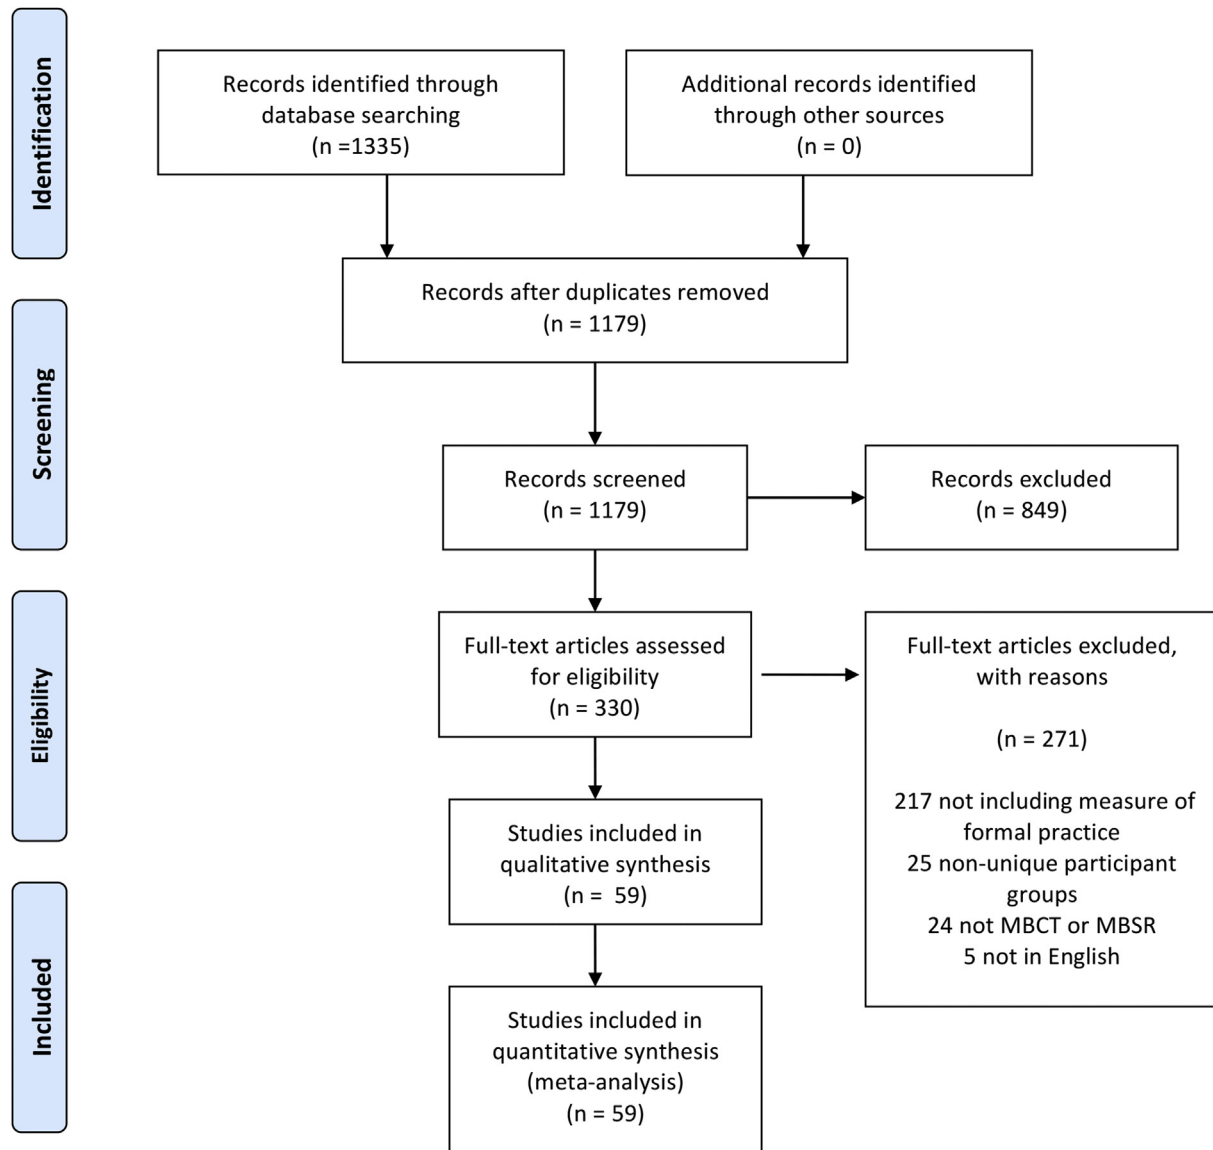 Identification
Records identified through
database searching
(n =1335)
Additional records identified
through other sources
(n = 0)
Records after duplicates removed
(n = 1179)
Screening
Records screened
(n = 1179)
Records excluded
(n = 849)
Eligibility
Full-text articles assessed
for eligibility
(n = 330)
Full-text articles excluded,
with reasons
(n = 271)
217 not including measure of
formal practice
25 non-unique participant
groups
24 not MBCT or MBSR
5 not in English
Studies included in
qualitative synthesis
(n =  59)
Included
Studies included in
quantitative synthesis
(meta-analysis)
(n = 59)